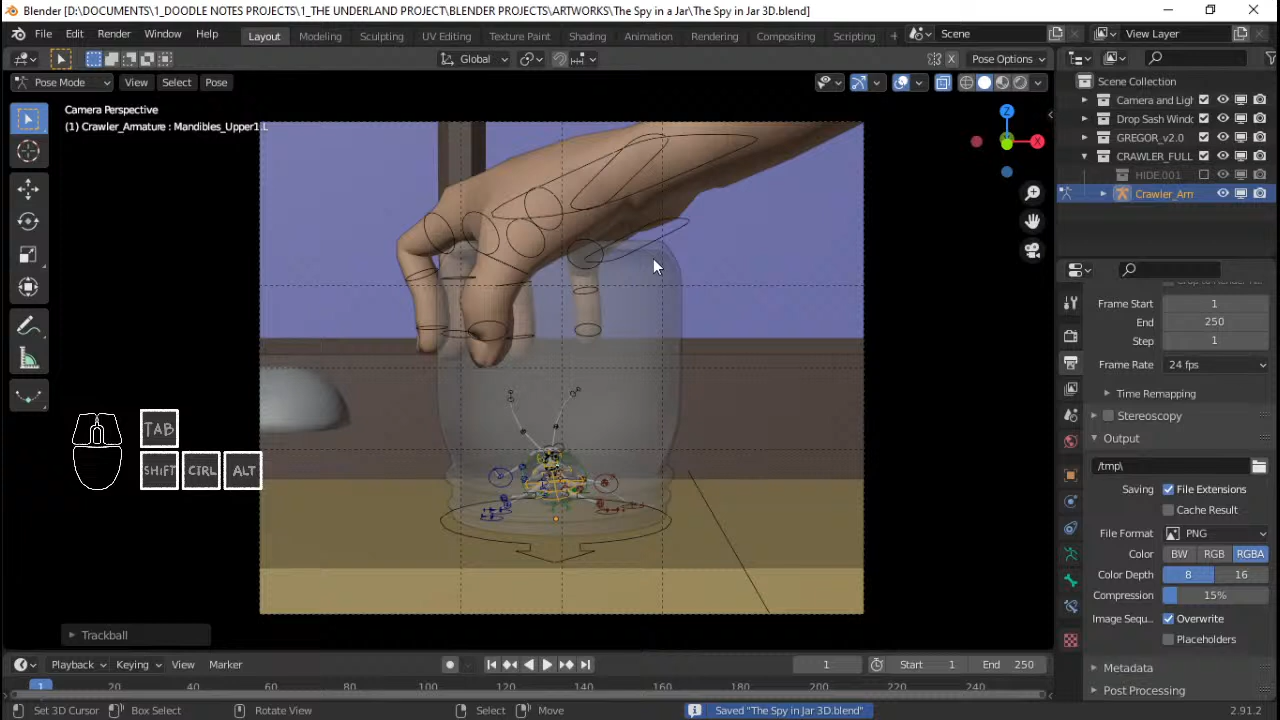 Blender [D:\DOCUMENTS\1_DOODLE NOTES PROJECTS\1_THE UNDERLAND PROJECT\BLENDER PROJECTS\ARTWORKS\The Spy in a Jar\The Spy in Jar 3D.blend]
File Edit Render Window Help Layout Modeling Sculpting UV Editing Texture Paint Shading Animation Rendering Compositing Scripting + Scene View Layer
Global X Pose Options
Pose Mode View Select Pose
Camera Perspective
(1) Crawler_Armature : Mandibles_Upper1.L
Z
X
Scene Collection
Camera and Ligh
Drop Sash Windo
GREGOR_v2.0
CRAWLER_FULL
HIDE.001
Crawler_Arm
Frame Start 1
End 250
Step 1
Frame Rate 24 fps
Time Remapping
Stereoscopy
Output
/tmp\
Saving File Extensions
Cache Result
File Format PNG
Color BW RGB RGBA
Color Depth 8 16
Compression 15%
Image Sequ... Overwrite
Placeholders
Metadata
Post Processing
TAB
SHIFT CTRL ALT
Trackball
Playback Keying View Marker 1 Start 1 End 250
1 20 40 60 80 100 120 140 160 180 200 220 240
Set 3D Cursor Box Select Rotate View Select Move Saved "The Spy in Jar 3D.blend" 2.91.2